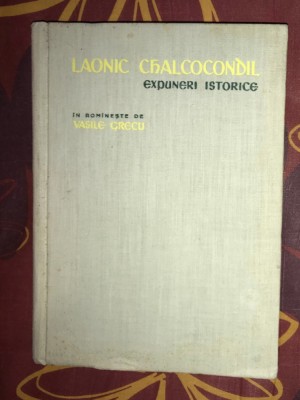 LAONIC CHALCOCONDIL
EXPUNERI ISTORICE
ÎN ROMÎNEȘTE DE
VASILE GRECU